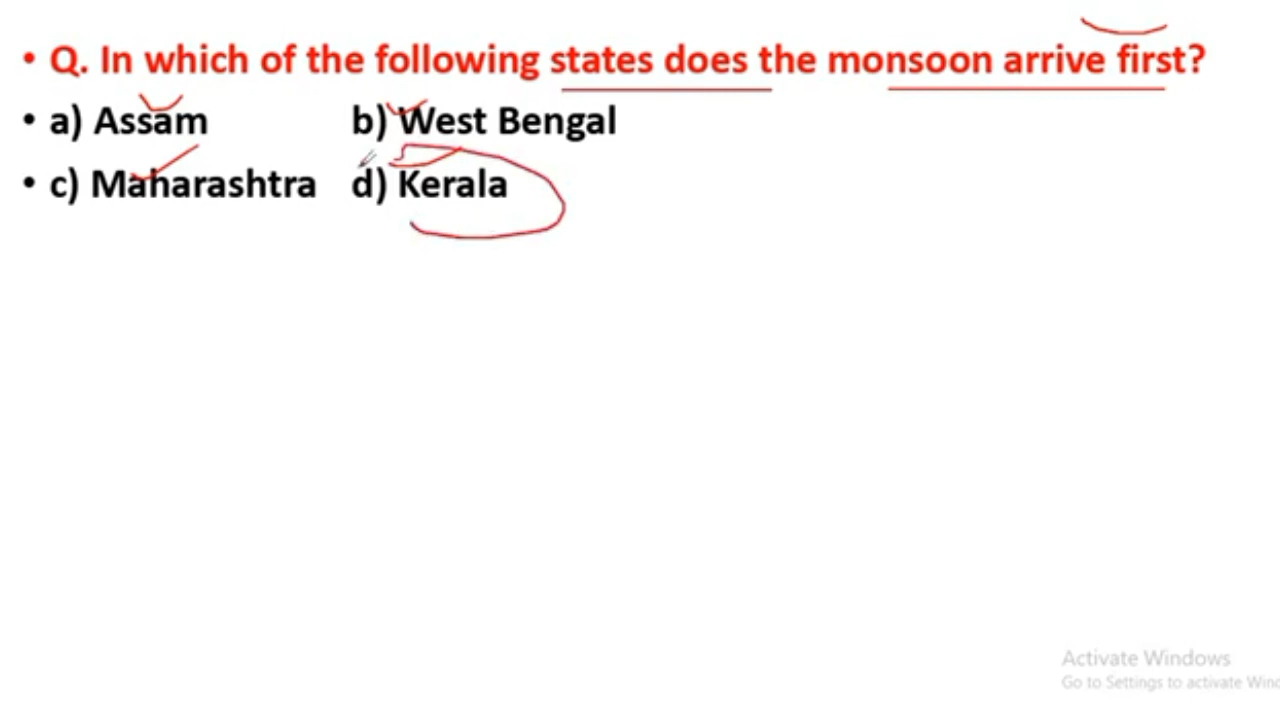 • Q. In which of the following states does the monsoon arrive first?
• a) Assam b) West Bengal
• c) Maharashtra d) Kerala
Activate Windows
Go to Settings to activate Wind